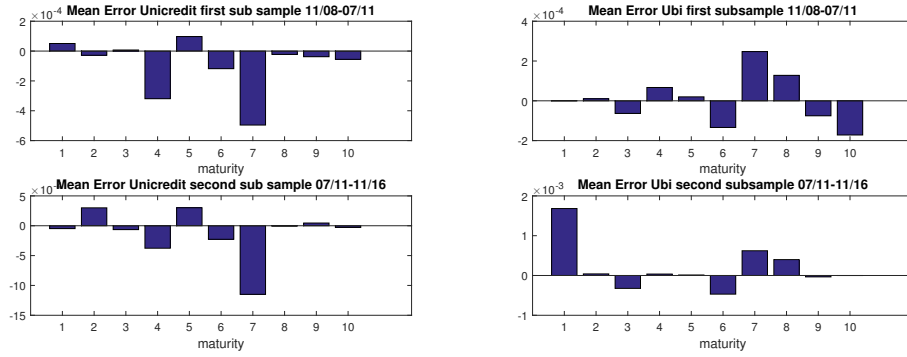 ×10-4
Mean Error Unicredit first sub sample 11/08-07/11
2
0
-2
-4
-6
1 2 3 4 5 6 7 8 9 10
maturity
×10-4
Mean Error Ubi first subsample 11/08-07/11
4
2
0
-2
1 2 3 4 5 6 7 8 9 10
maturity
Mean Error Unicredit second sub sample 07/11-11/16
5
0
-5
-10
-15
1 2 3 4 5 6 7 8 9 10
maturity
×10-3
Mean Error Ubi second subsample 07/11-11/16
2
1
0
-1
1 2 3 4 5 6 7 8 9 10
maturity